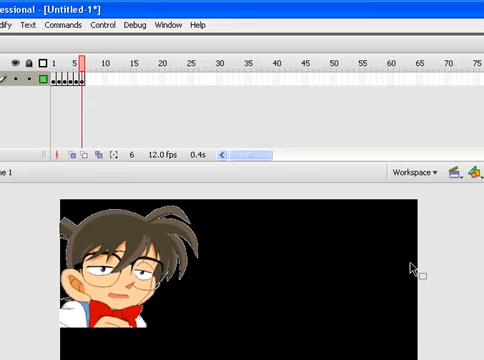 essional - [Untitled-1*]
dify Text Commands Control Debug Window Help
1 5 10 15 20 25 30 35 40 45 50 55 60 65 70 75
6 12.0 fps 0.4s
ne 1 Workspace